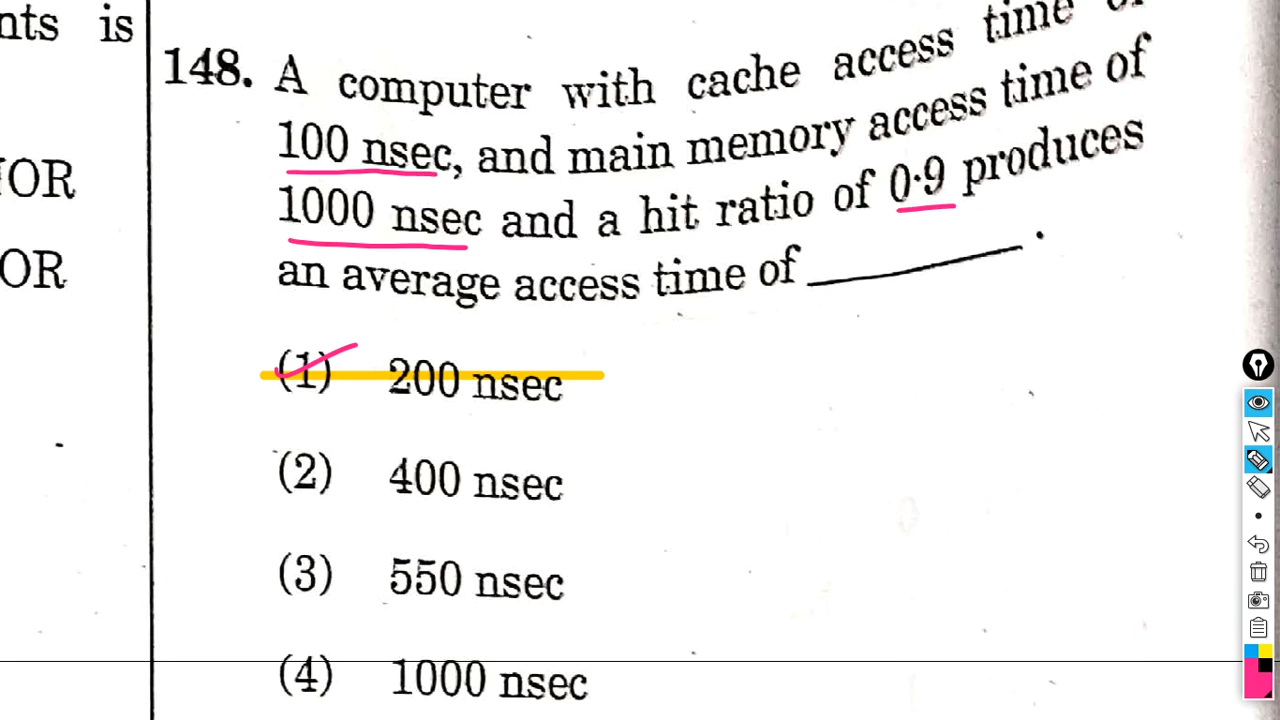 nts is
148. A computer with cache access time of
100 nsec, and main memory access time of
1000 nsec and a hit ratio of 0·9 produces
an average access time of ________ .
OR
OR
(1) 200 nsec
(2) 400 nsec
(3) 550 nsec
(4) 1000 nsec